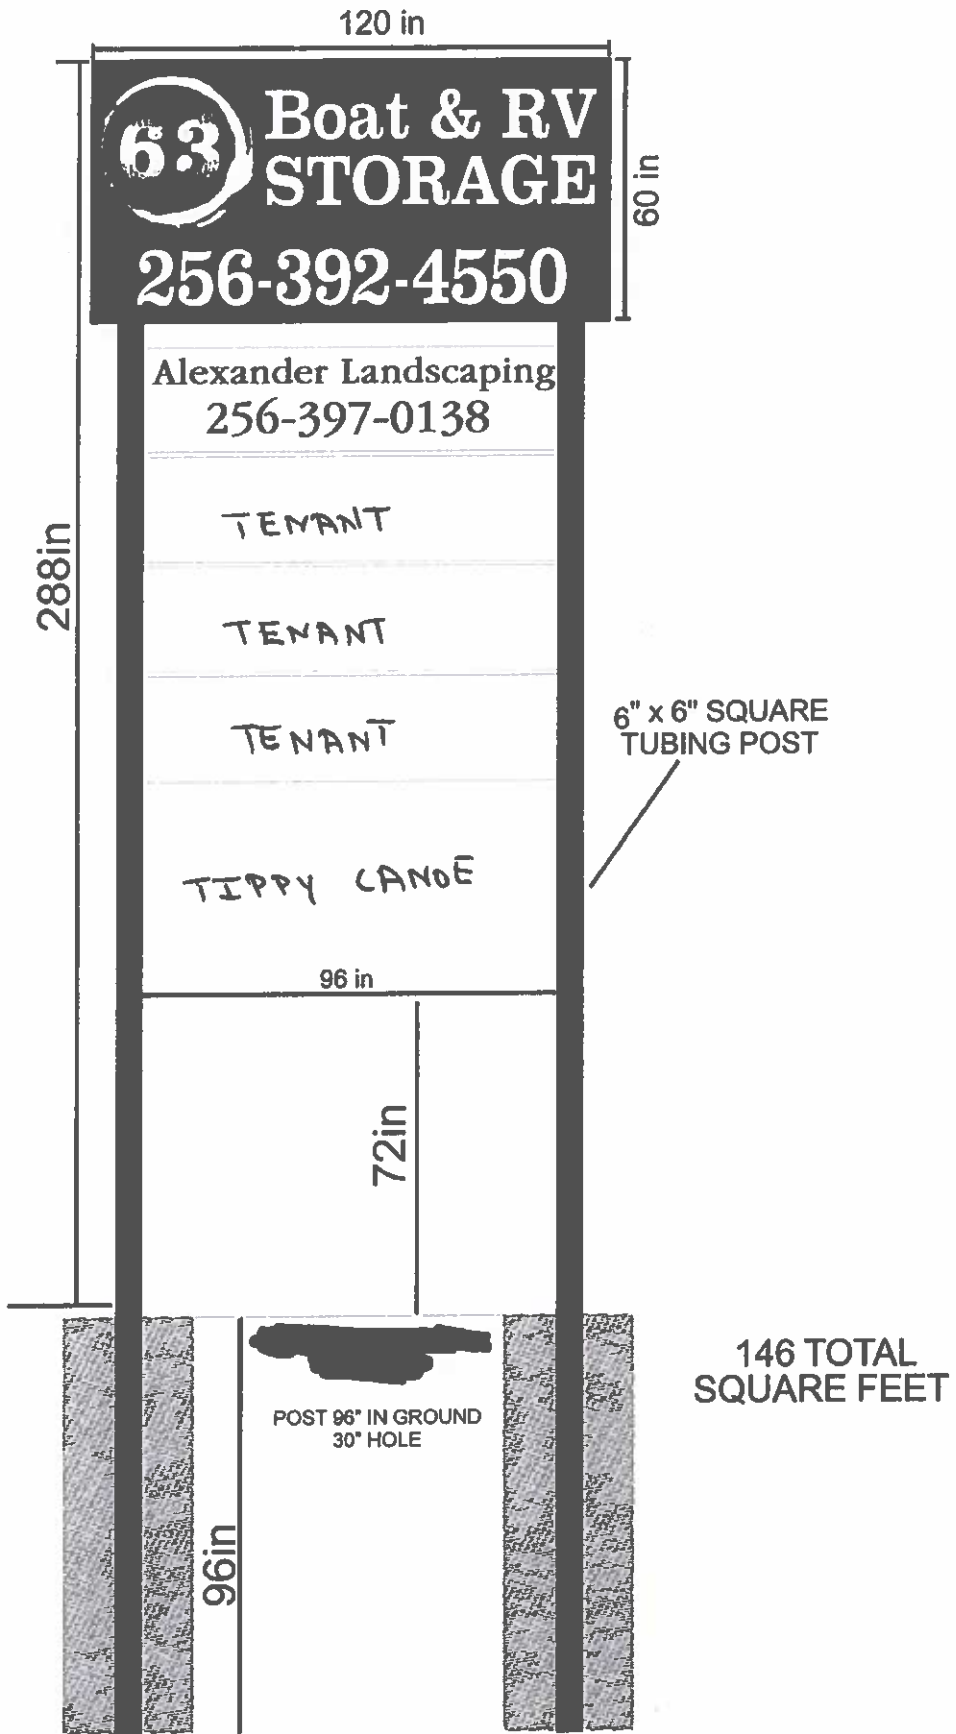 120 in
63
Boat & RV
STORAGE
60 in
256-392-4550
Alexander Landscaping
256-397-0138
288in
TENANT
TENANT
TENANT
6" x 6" SQUARE
TUBING POST
TIPPY CANOE
96 in
72in
146 TOTAL
SQUARE FEET
POST 96" IN GROUND
30" HOLE
96in